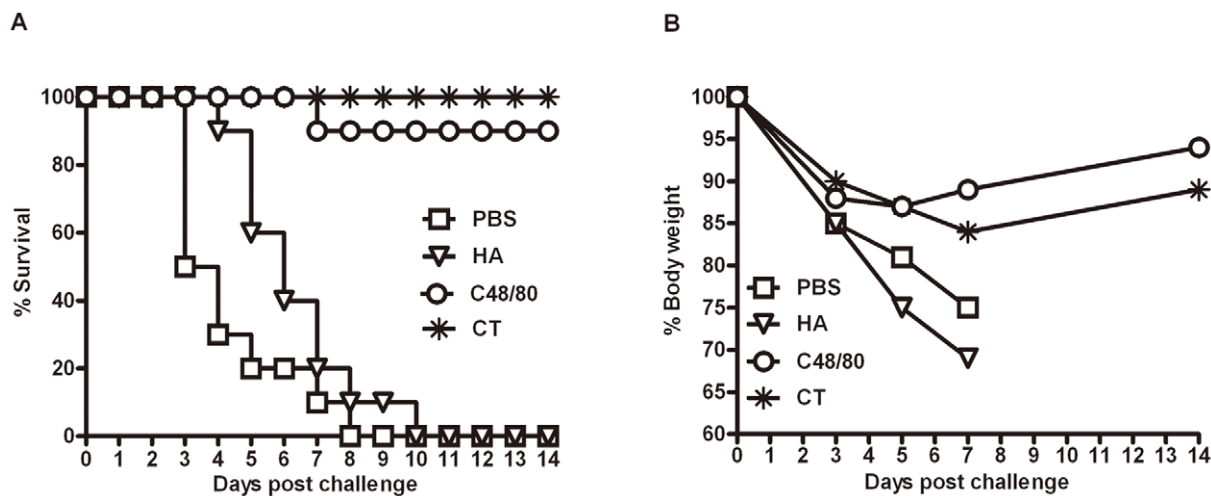 A
% Survival
100
80
60
40
20
0
0 1 2 3 4 5 6 7 8 9 10 11 12 13 14
Days post challenge
PBS
HA
C48/80
CT
B
% Body weight
100
95
90
85
80
75
70
65
60
0 1 2 3 4 5 6 7 8 9 10 11 12 13 14
Days post challenge
PBS
HA
C48/80
CT